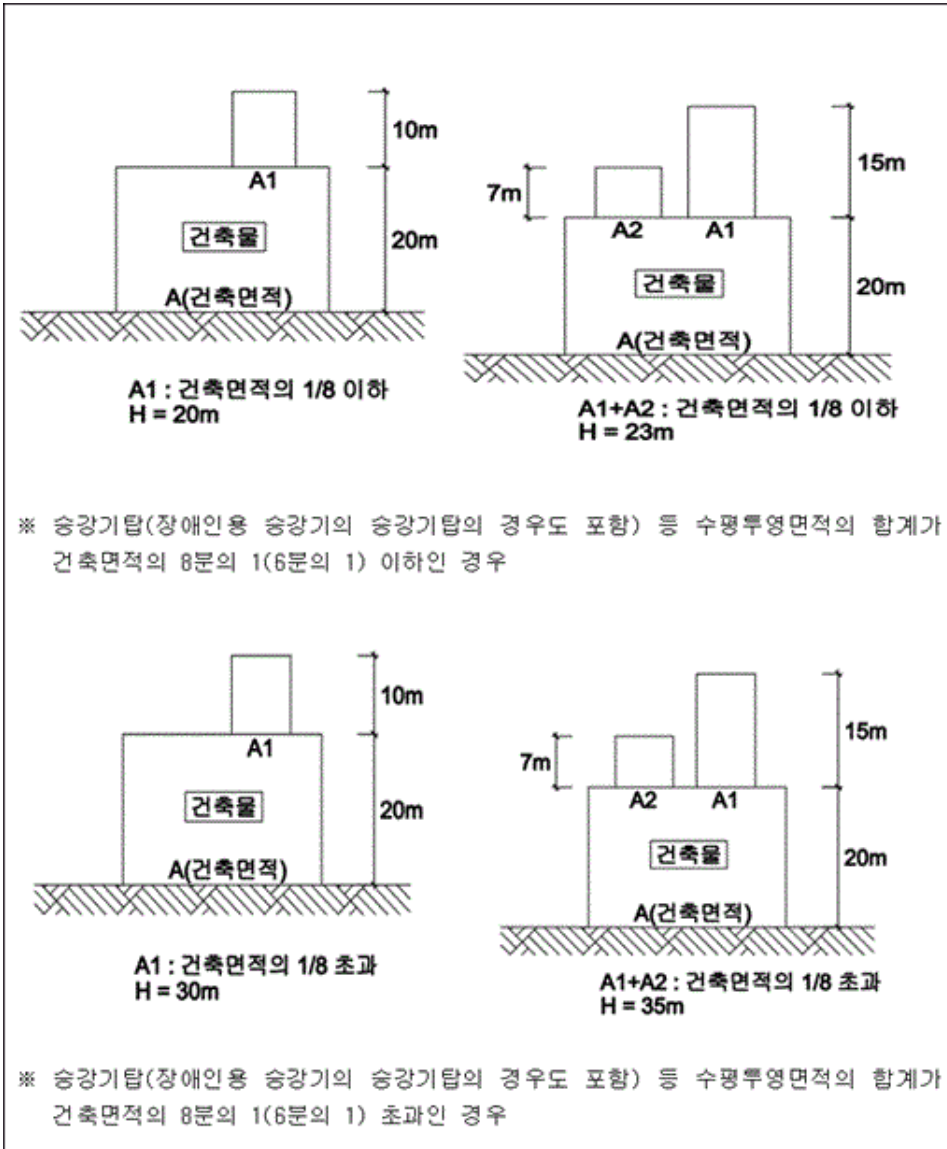 10m
A1
건축물
20m
A(건축면적)
A1 : 건축면적의 1/8 이하
H = 20m
15m
7m
A2
A1
건축물
20m
A(건축면적)
A1+A2 : 건축면적의 1/8 이하
H = 23m
※ 승강기탑(장애인용 승강기의 승강기탑의 경우도 포함) 등 수평투영면적의 합계가
건축면적의 8분의 1(6분의 1) 이하인 경우
10m
A1
건축물
20m
A(건축면적)
A1 : 건축면적의 1/8 초과
H = 30m
15m
7m
A2
A1
건축물
20m
A(건축면적)
A1+A2 : 건축면적의 1/8 초과
H = 35m
※ 승강기탑(장애인용 승강기의 승강기탑의 경우도 포함) 등 수평투영면적의 합계가
건축면적의 8분의 1(6분의 1) 초과인 경우